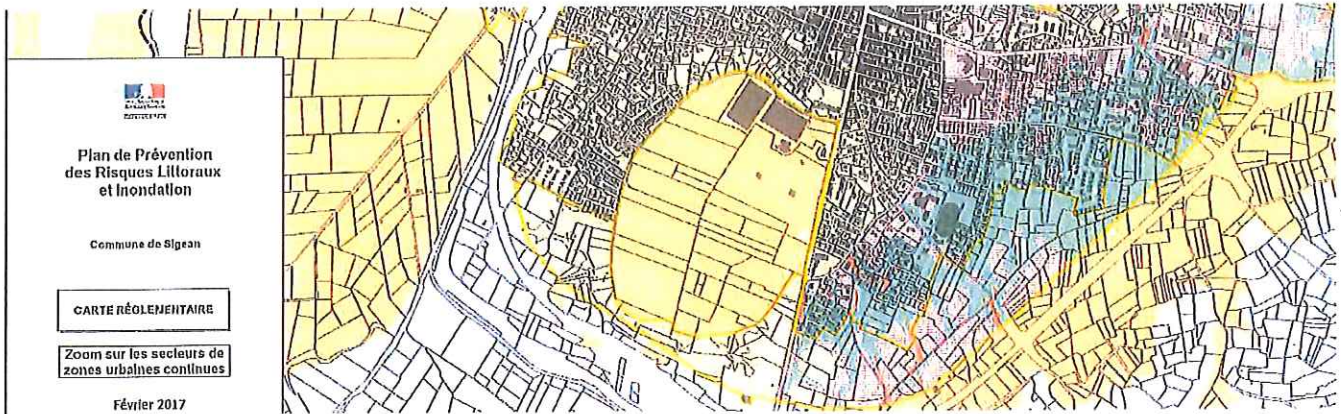 Plan de Prévention
des Risques Littoraux
et Inondation
Commune de Sigean
CARTE RÉGLEMENTAIRE
Zoom sur les secteurs de
zones urbaines continues
Février 2017